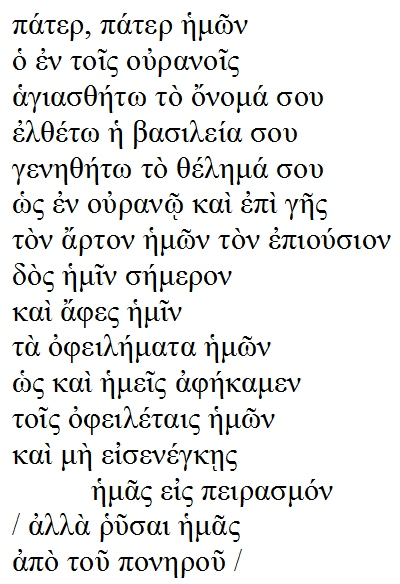 πάτερ, πάτερ ἡμῶν
ὁ ἐν τοῖς οὐρανοῖς
ἁγιασθήτω τὸ ὄνομά σου
ἐλθέτω ἡ βασιλεία σου
γενηθήτω τὸ θέλημά σου
ὡς ἐν οὐρανῷ καὶ ἐπὶ γῆς
τὸν ἄρτον ἡμῶν τὸν ἐπιούσιον
δὸς ἡμῖν σήμερον
καὶ ἄφες ἡμῖν
τὰ ὀφειλήματα ἡμῶν
ὡς καὶ ἡμεῖς ἀφήκαμεν
τοῖς ὀφειλέταις ἡμῶν
καὶ μὴ εἰσενέγκῃς
ἡμᾶς εἰς πειρασμόν
/ ἀλλὰ ῥῦσαι ἡμᾶς
ἀπὸ τοῦ πονηροῦ /